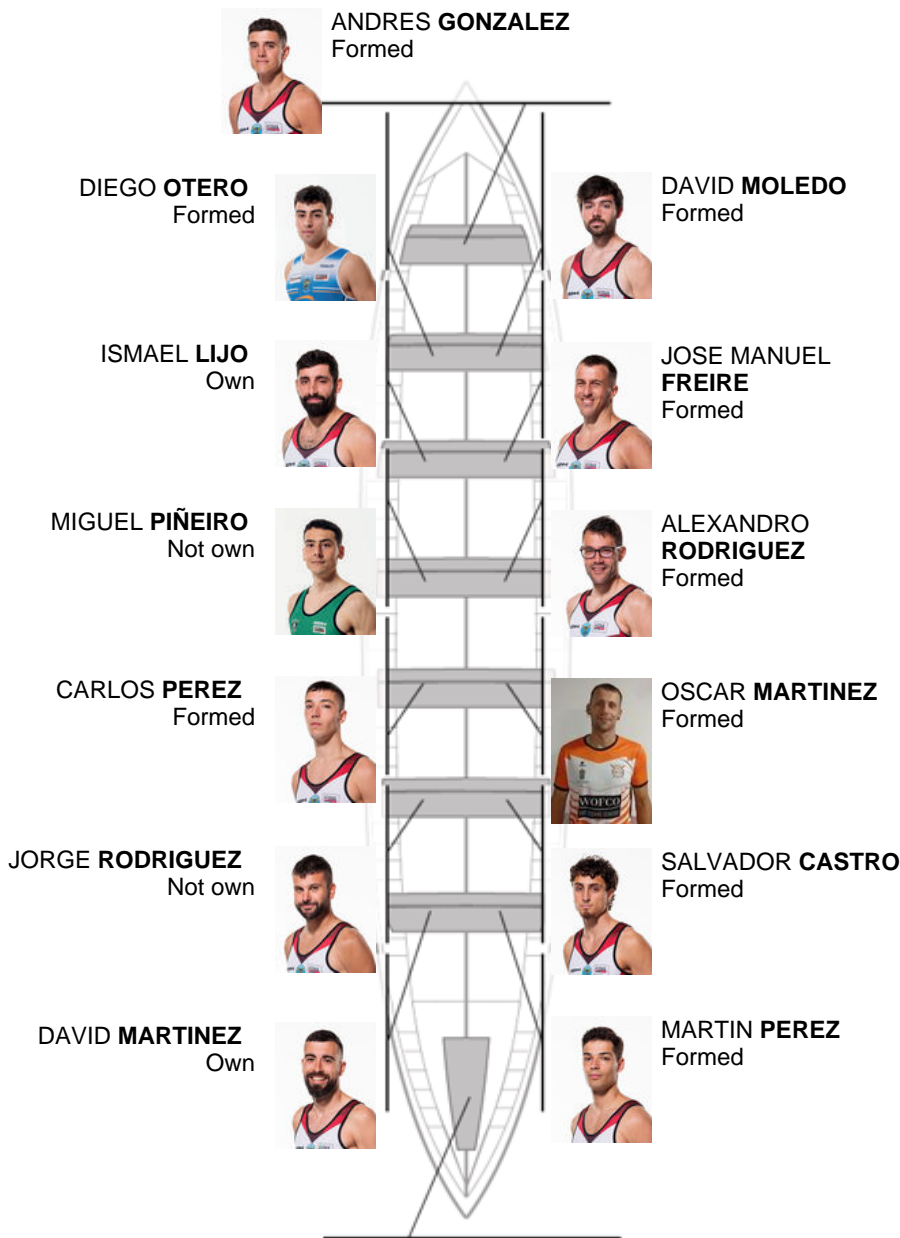 ANDRES GONZALEZ
Formed
DIEGO OTERO
Formed
DAVID MOLEDO
Formed
ISMAEL LIJO
Own
JOSE MANUEL
FREIRE
Formed
MIGUEL PIÑEIRO
Not own
ALEXANDRO
RODRIGUEZ
Formed
CARLOS PEREZ
Formed
OSCAR MARTINEZ
Formed
WOFCO
JORGE RODRIGUEZ
Not own
SALVADOR CASTRO
Formed
DAVID MARTINEZ
Own
MARTIN PEREZ
Formed